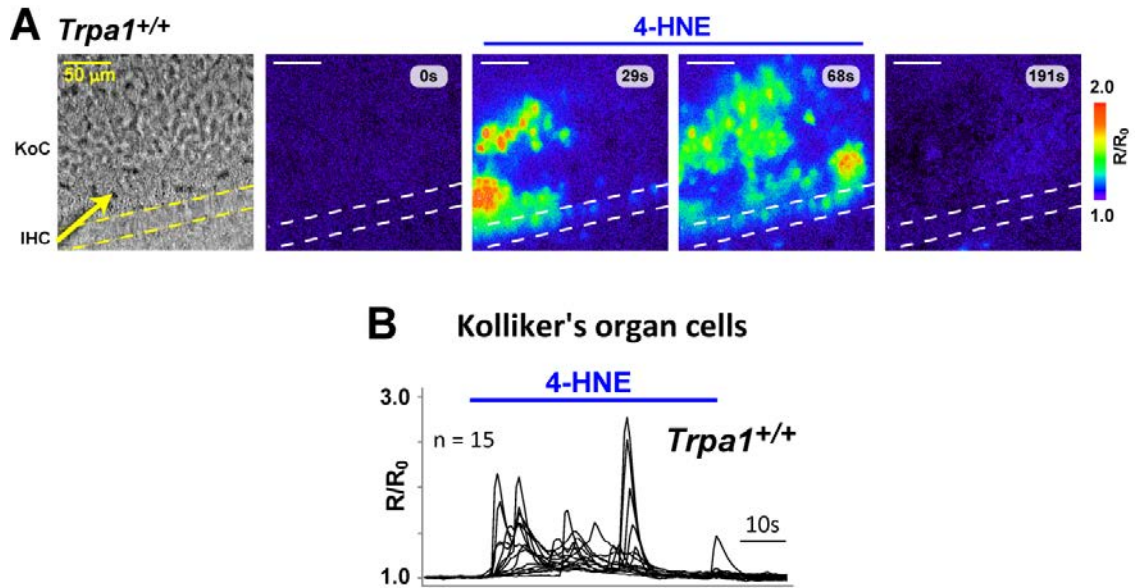 A Trpa1+/+
4-HNE
50 µm
0s
29s
68s
191s
KoC
IHC
2.0
R/R0
1.0
B Kolliker's organ cells
4-HNE
3.0
n = 15
Trpa1+/+
R/R0
10s
1.0